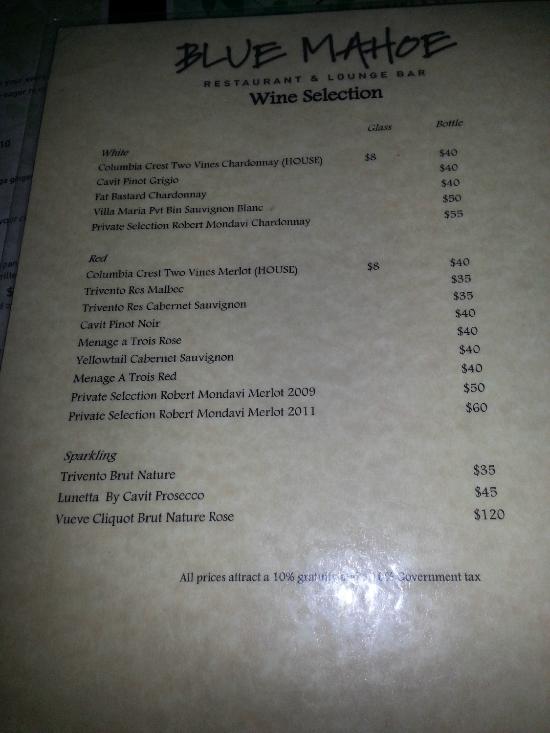 BLUE MAHOE
RESTAURANT & LOUNGE BAR
Wine Selection
Glass Bottle
White
Columbia Crest Two Vines Chardonnay (HOUSE) $8 $40
Cavit Pinot Grigio $40
Fat Bastard Chardonnay $40
Villa Maria Pvt Bin Sauvignon Blanc $50
Private Selection Robert Mondavi Chardonnay $55
Red
Columbia Crest Two Vines Merlot (HOUSE) $8 $40
Trivento Res Malbec $35
Trivento Res Cabernet Sauvignon $35
Cavit Pinot Noir $40
Menage a Trois Rose $40
Yellowtail Cabernet Sauvignon $40
Menage A Trois Red $40
Private Selection Robert Mondavi Merlot 2009 $50
Private Selection Robert Mondavi Merlot 2011 $60
Sparkling
Trivento Brut Nature $35
Lunetta By Cavit Prosecco $45
Vueve Cliquot Brut Nature Rose $120
All prices attract a 10% gratuity Government tax